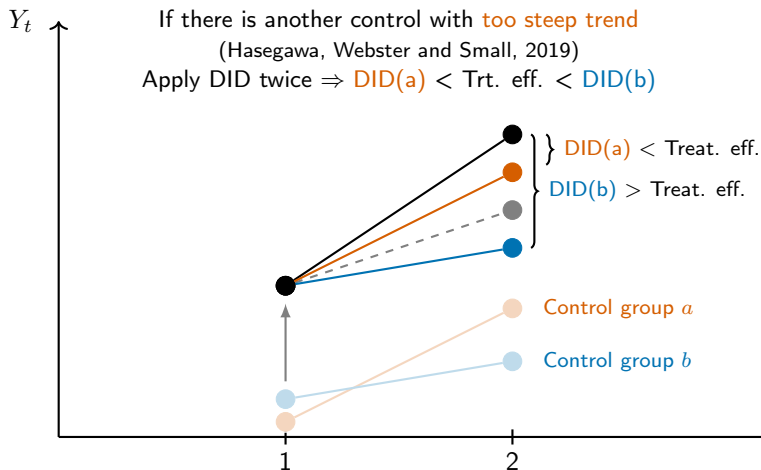 Y_t
If there is another control with too steep trend
(Hasegawa, Webster and Small, 2019)
Apply DID twice ⇒ DID(a) < Trt. eff. < DID(b)
DID(a) < Treat. eff.
DID(b) > Treat. eff.
Control group a
Control group b
1
2